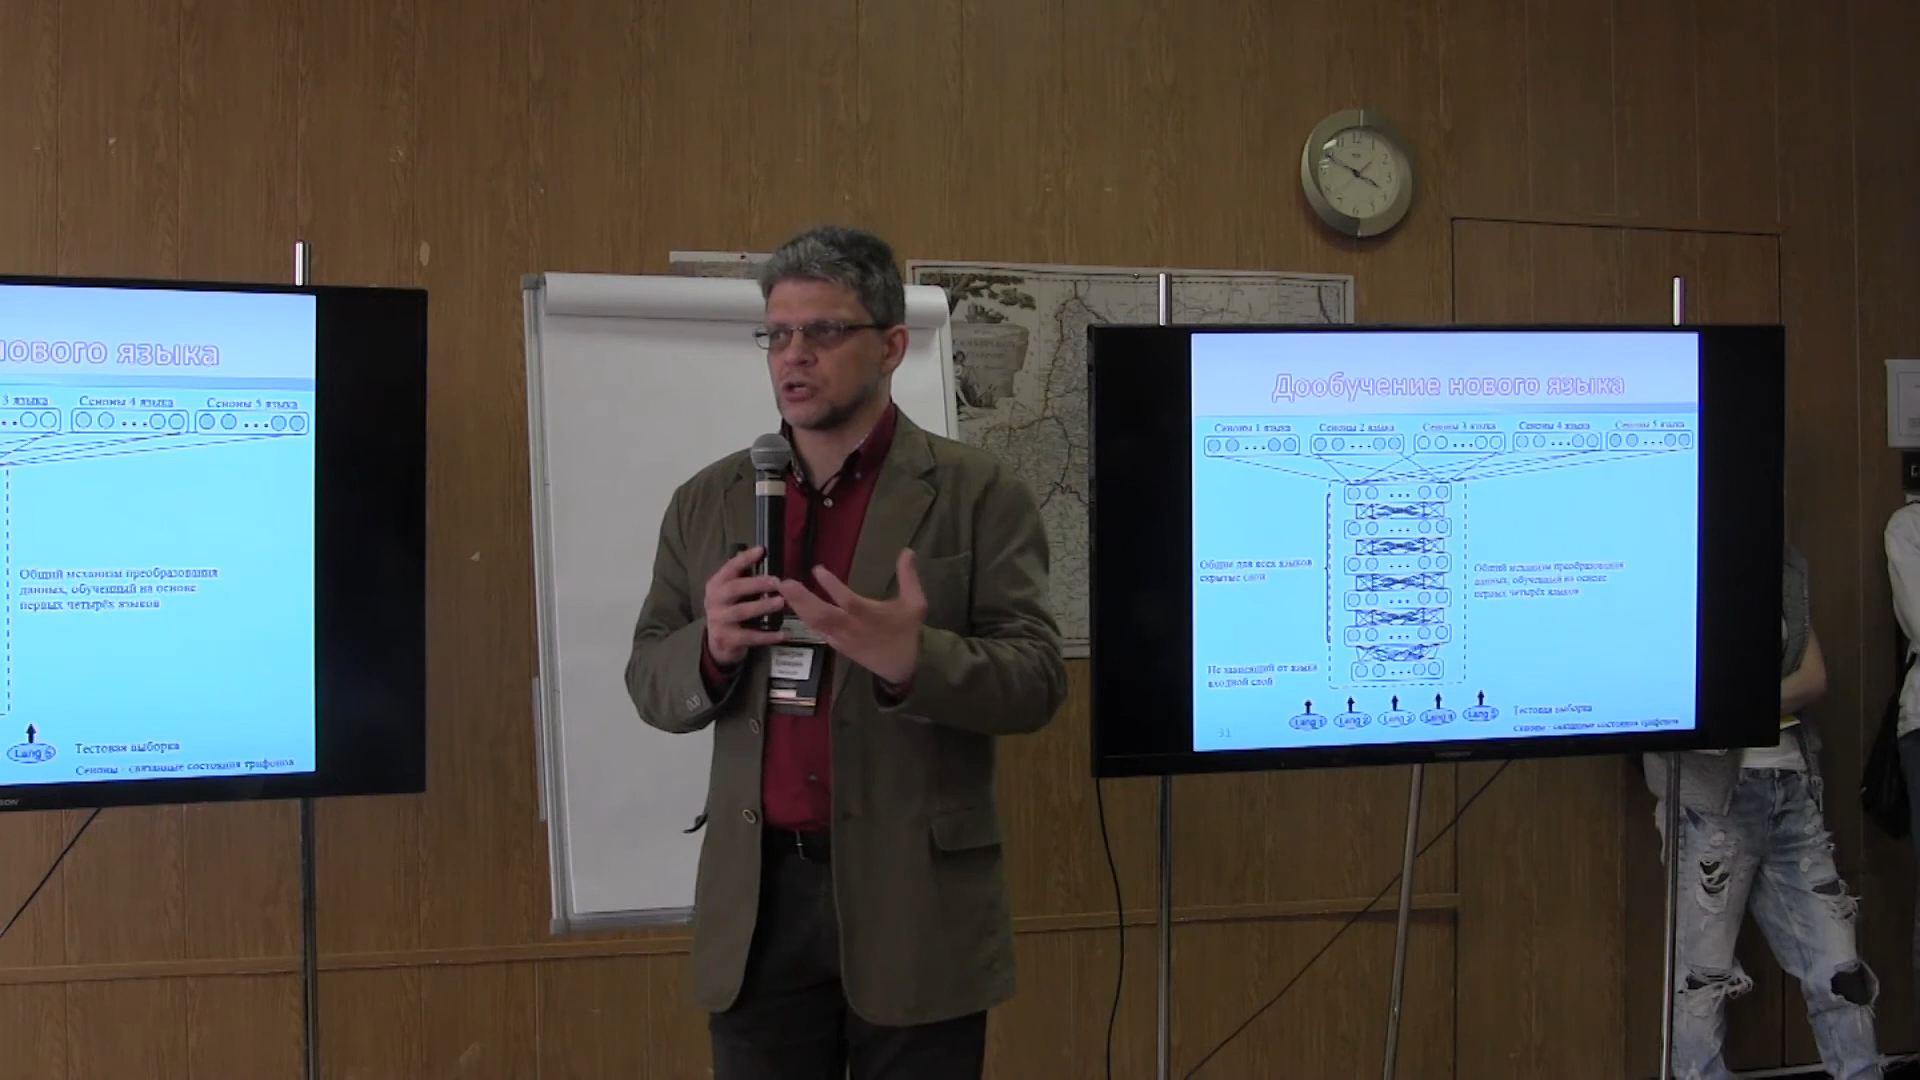 нового языка
3 языка
Сеноны 4 языка
Сеноны 5 языка
Общий механизм преобразования
данных, обученный на основе
первых четырёх языков
Lang 5
Тестовая выборка
Сеноны - связанные состояния трифонов
Дообучение нового языка
Сеноны 1 языка
Сеноны 2 языка
Сеноны 3 языка
Сеноны 4 языка
Сеноны 5 языка
Общие для всех языков
скрытые слои
Общий механизм преобразования
данных, обученный на основе
первых четырёх языков
Не зависящий от языка
входной слой
Lang 1
Lang 2
Lang 3
Lang 4
Lang 5
Тестовая выборка
Сеноны - связанные состояния трифонов
31